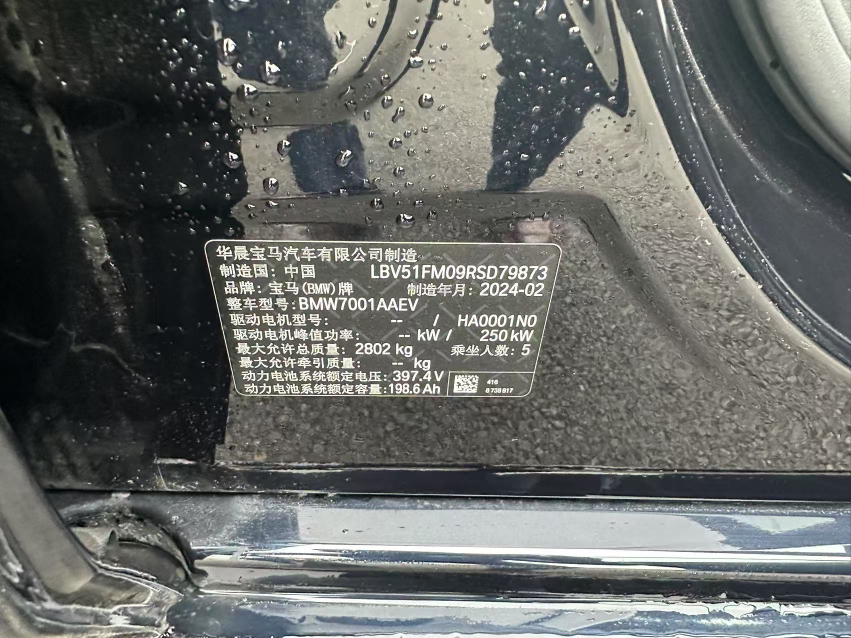 华晨宝马汽车有限公司制造
制造国: 中国 LBV51FM09RSD79873
品牌: 宝马(BMW)牌 制造年月: 2024-02
整车型号: BMW7001AAEV
驱动电机型号: -- / HA0001N0
驱动电机峰值功率: -- kW / 250 kW
最大允许总质量: 2802 kg 乘坐人数: 5
最大允许牵引质量: -- kg
动力电池系统额定电压: 397.4 V
动力电池系统额定容量: 198.6 Ah
416
8 738 817